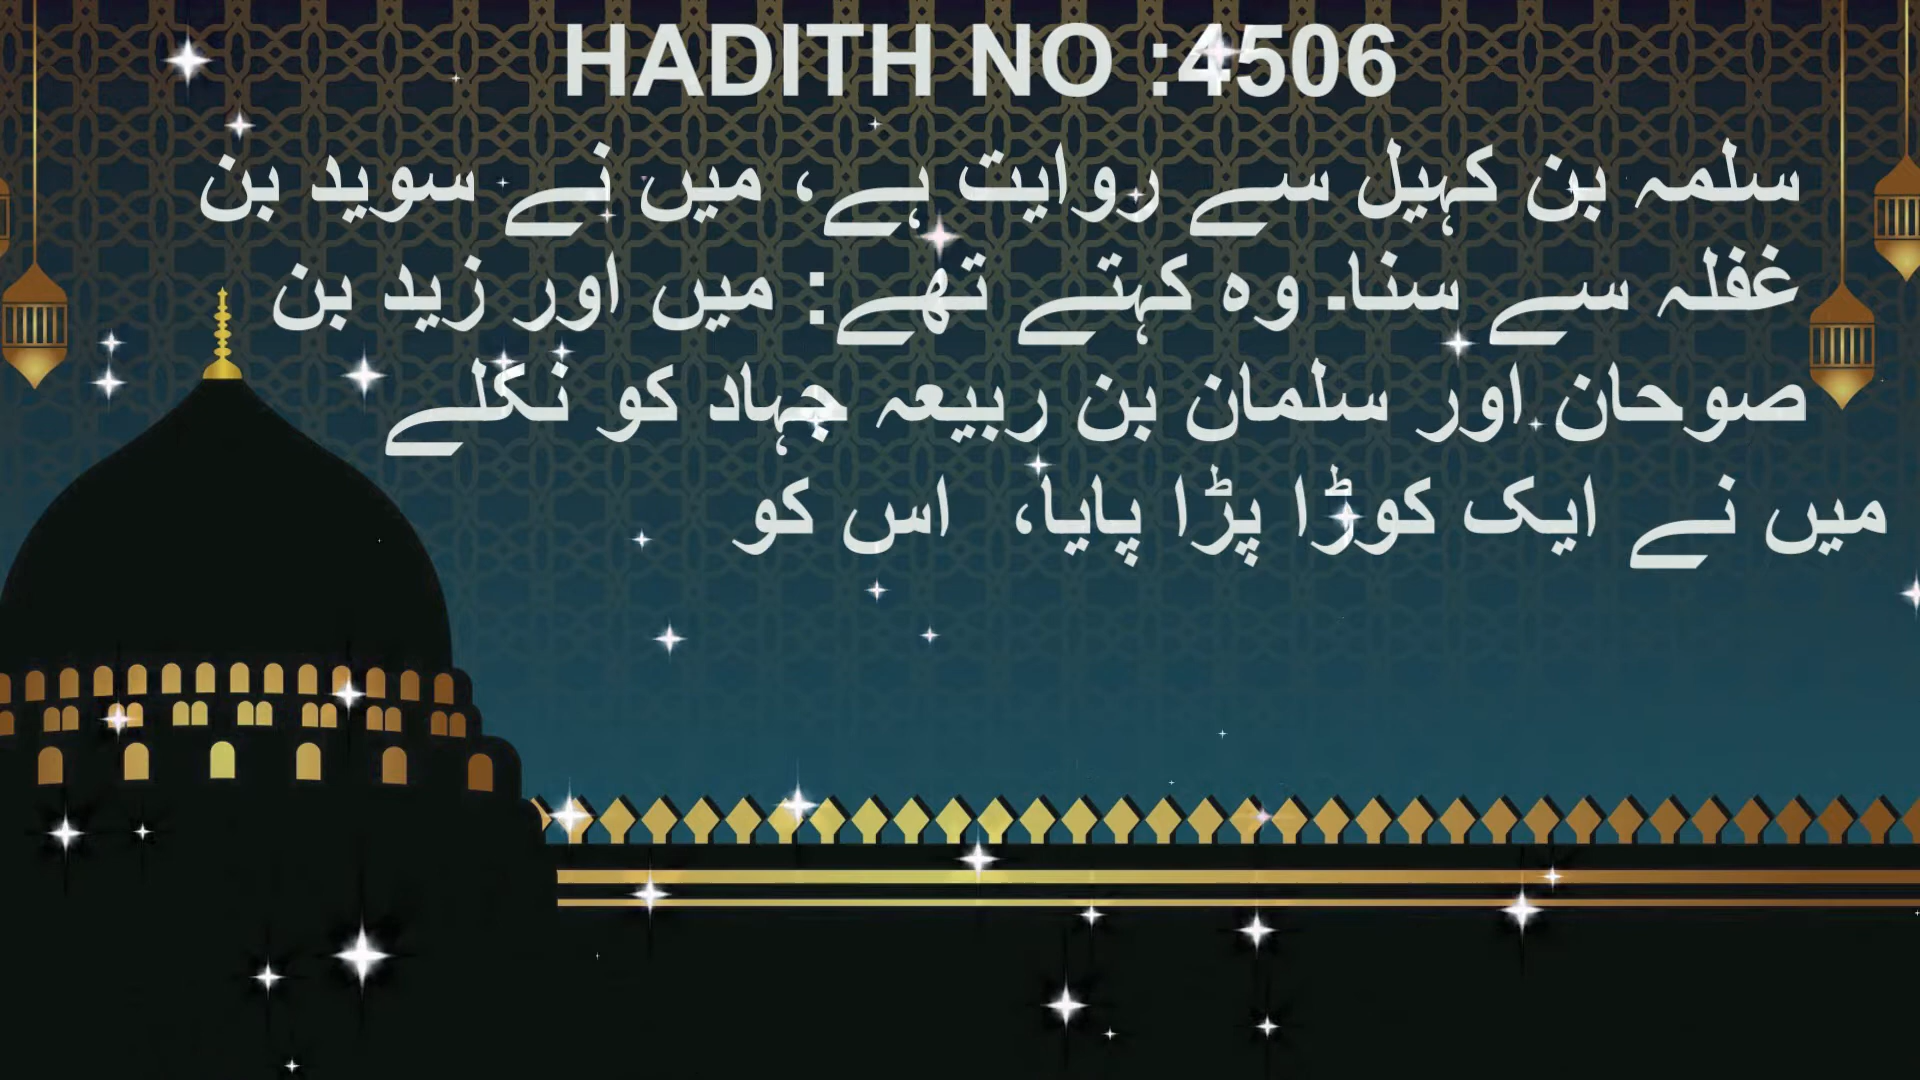 HADITH NO :4506
سلمہ بن کہیل سے روایت ہے، میں نے سوید بن
غفلہ سے سنا۔ وہ کہتے تھے: میں اور زید بن
صوحان اور سلمان بن ربیعہ جہاد کو نکلے
میں نے ایک کوڑا پڑا پایا، اس کو